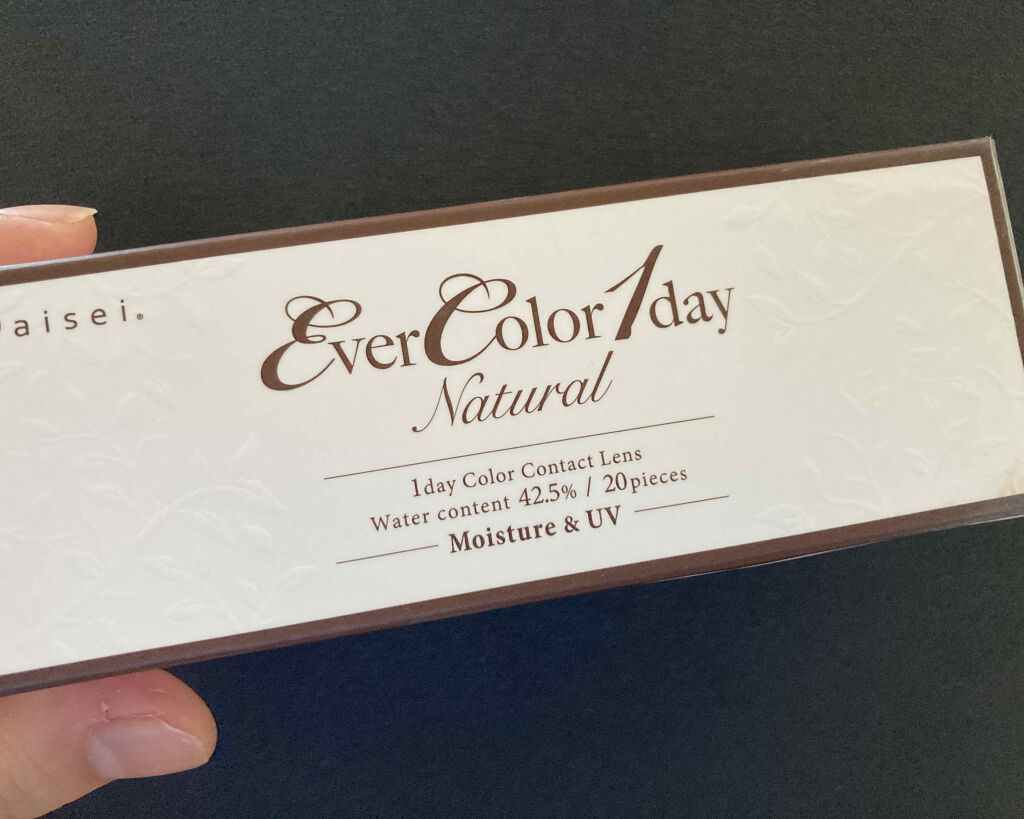 aisei®
EverColor1day
Natural
1day Color Contact Lens
Water content 42.5% / 20pieces
Moisture & UV